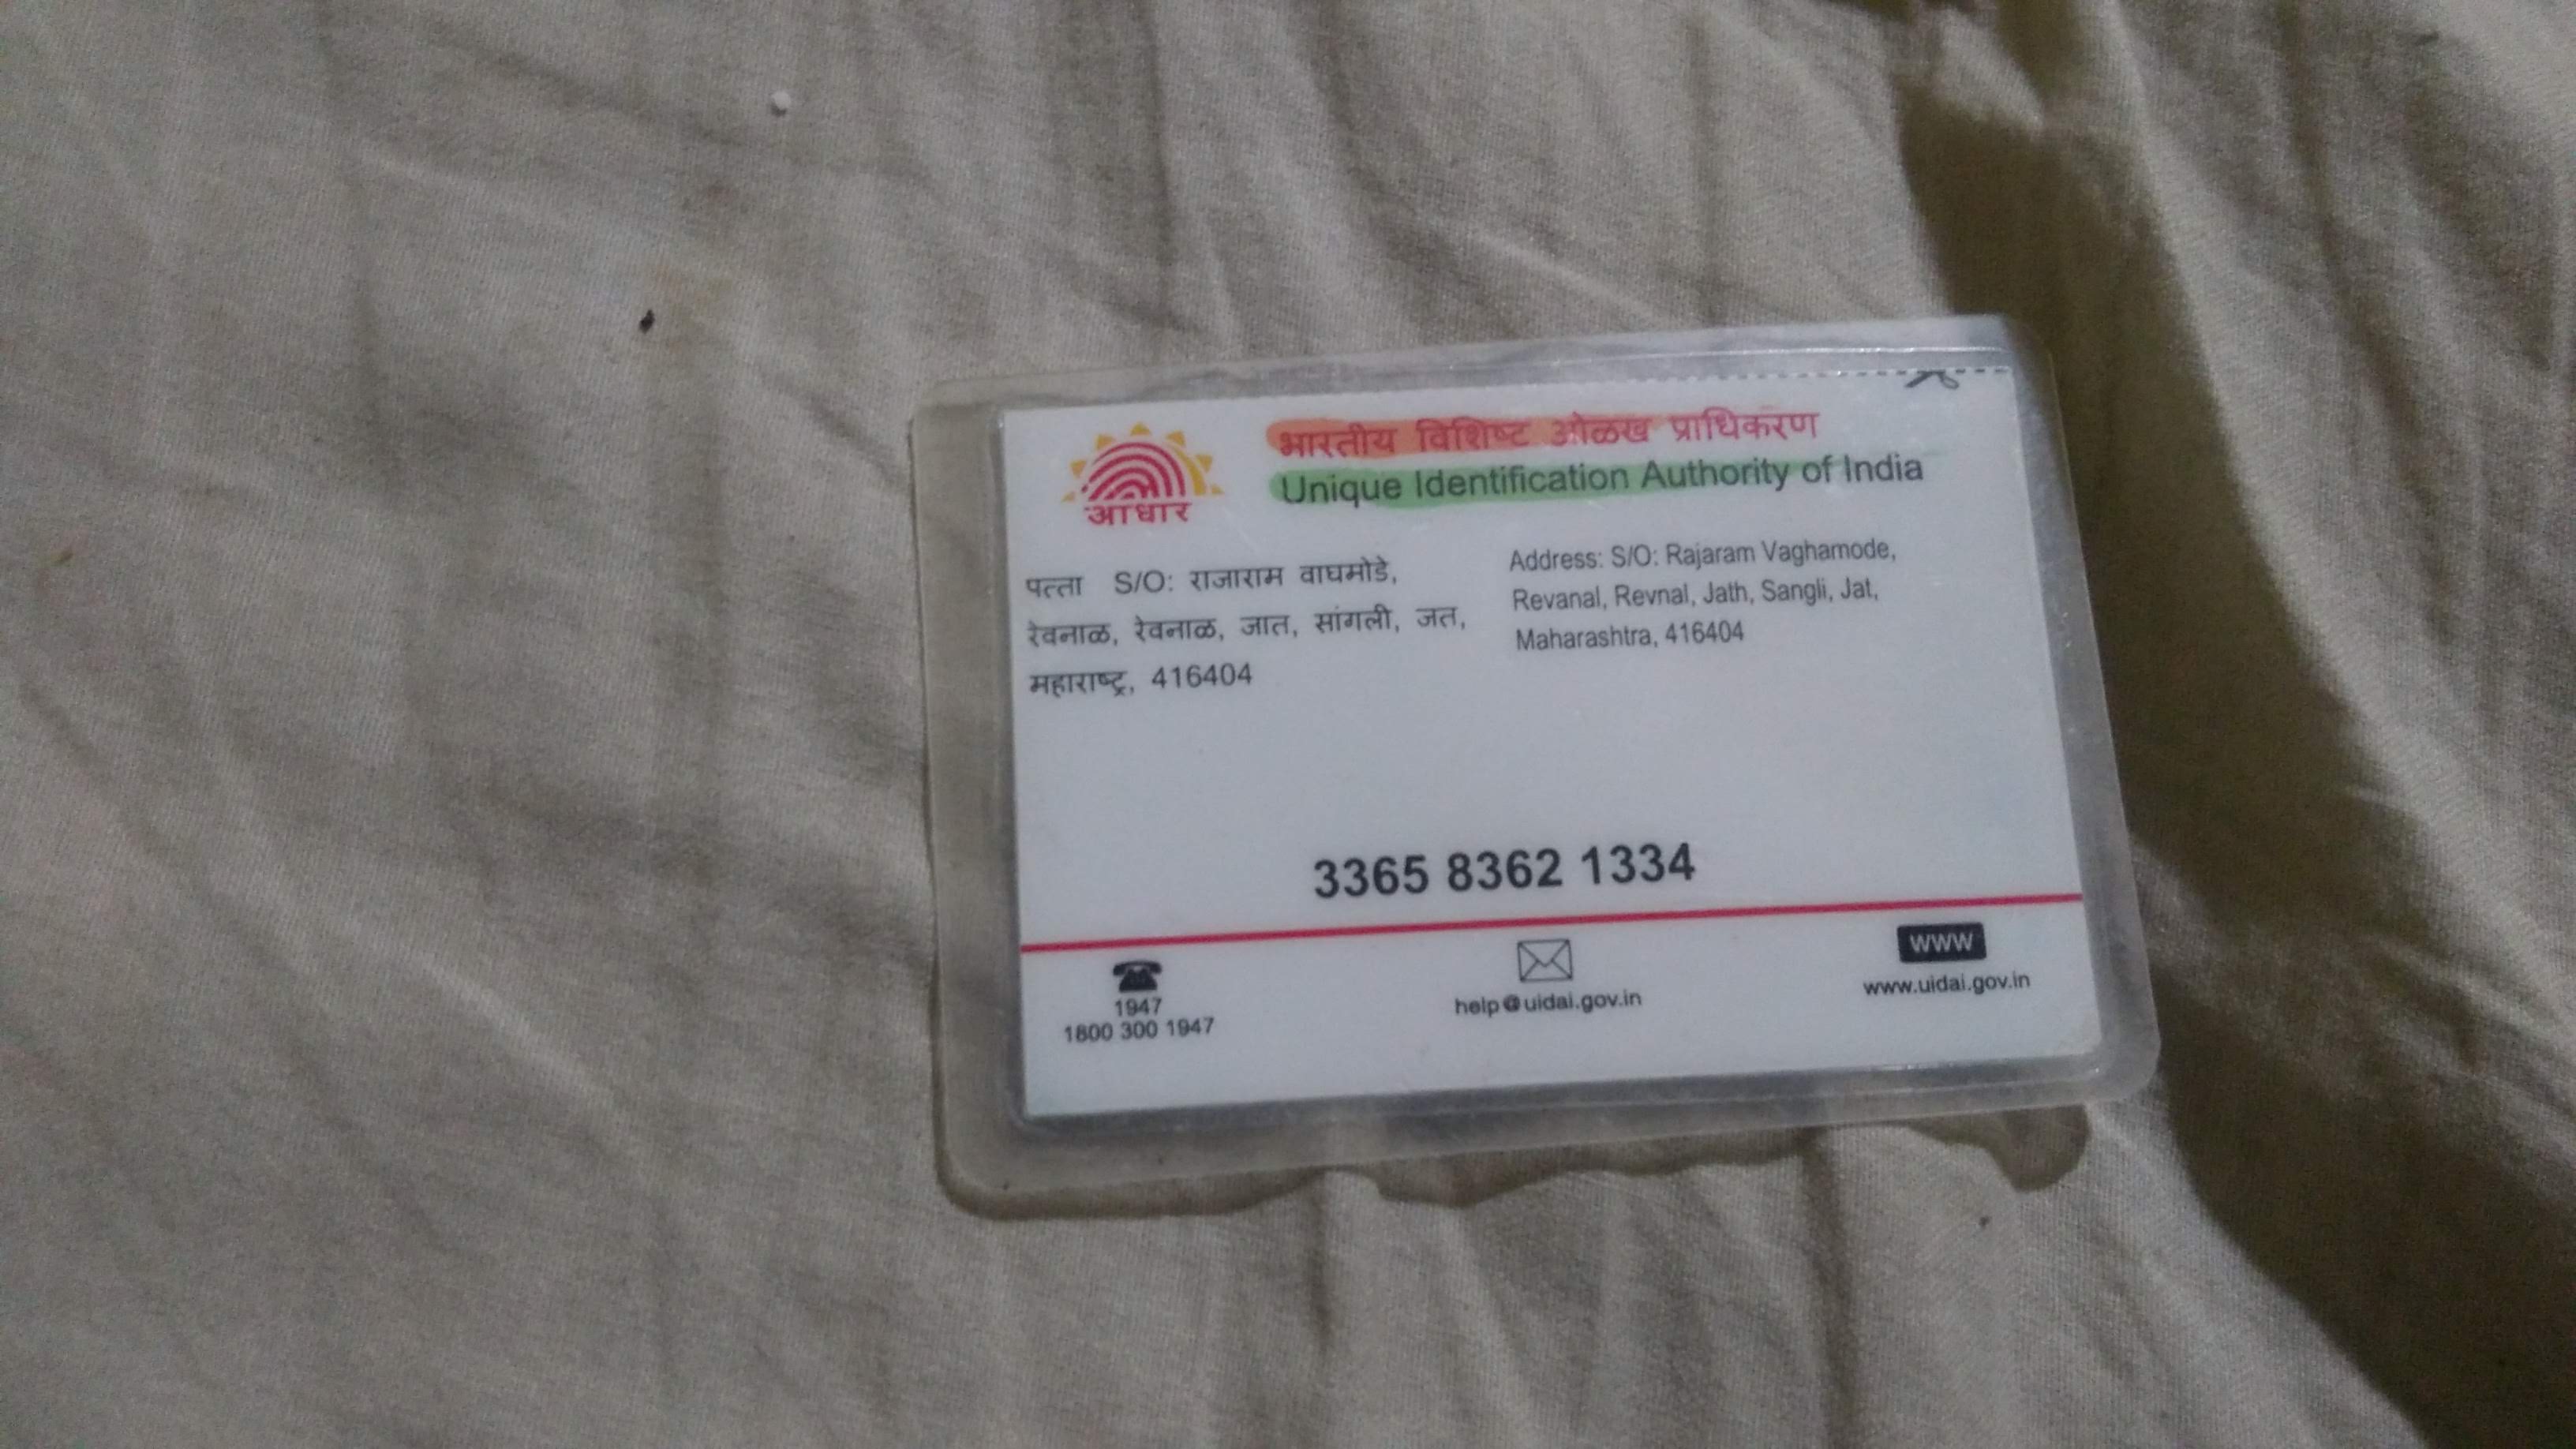 भारतीय विशिष्ट ओळख प्राधिकरण
Unique Identification Authority of India
आधार
पत्ता S/O: राजाराम वाघमोडे,
रेवनाळ, रेवनाळ, जात, सांगली, जत,
महाराष्ट्र, 416404
Address: S/O: Rajaram Vaghamode,
Revanal, Revnal, Jath, Sangli, Jat,
Maharashtra, 416404
3365 8362 1334
1947
1800 300 1947
help@uidai.gov.in
www
www.uidai.gov.in